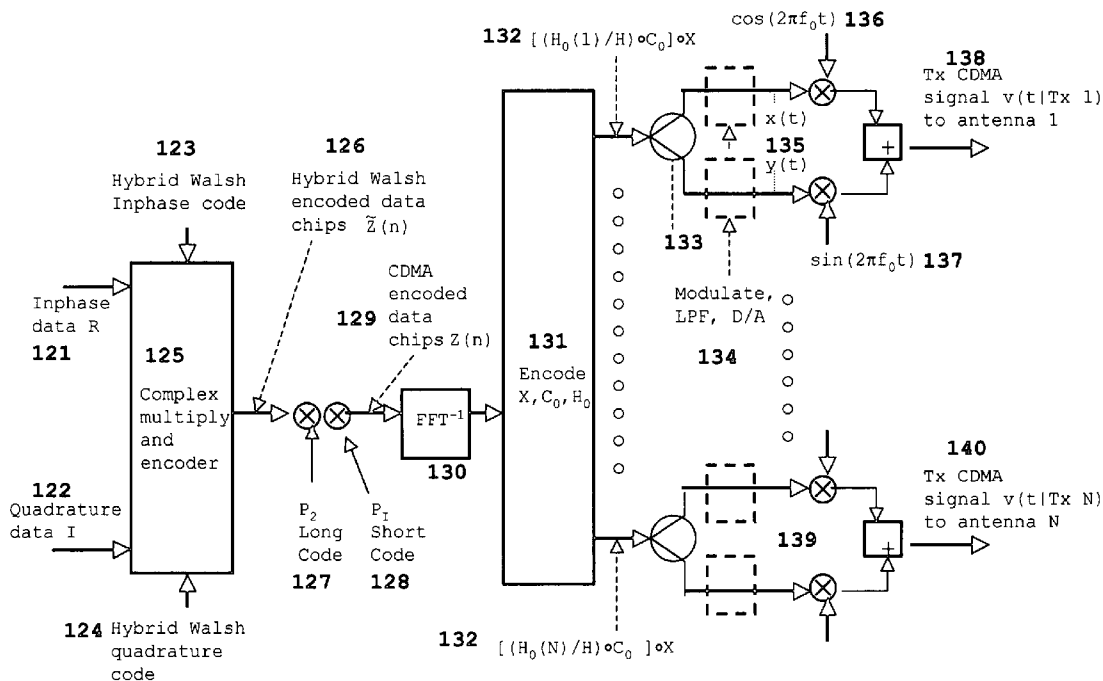 cos(2πf₀t) 136
132 [(H₀(1)/H)∘C₀]∘X
138
Tx CDMA
signal v(t|Tx 1)
to antenna 1
x(t)
135
y(t)
+
133
sin(2πf₀t) 137
Modulate,
LPF, D/A
134
123
Hybrid Walsh
Inphase code
126
Hybrid Walsh
encoded data
chips Z̃(n)
CDMA
encoded
data
chips Z(n)
129
Inphase
data R
121
125
Complex
multiply
and
encoder
FFT⁻¹
130
131
Encode
X,C₀,H₀
122
Quadrature
data I
P₂
Long
Code
127
P_I
Short
Code
128
124 Hybrid Walsh
quadrature
code
140
Tx CDMA
signal v(t|Tx N)
to antenna N
139
+
132 [(H₀(N)/H)∘C₀ ]∘X